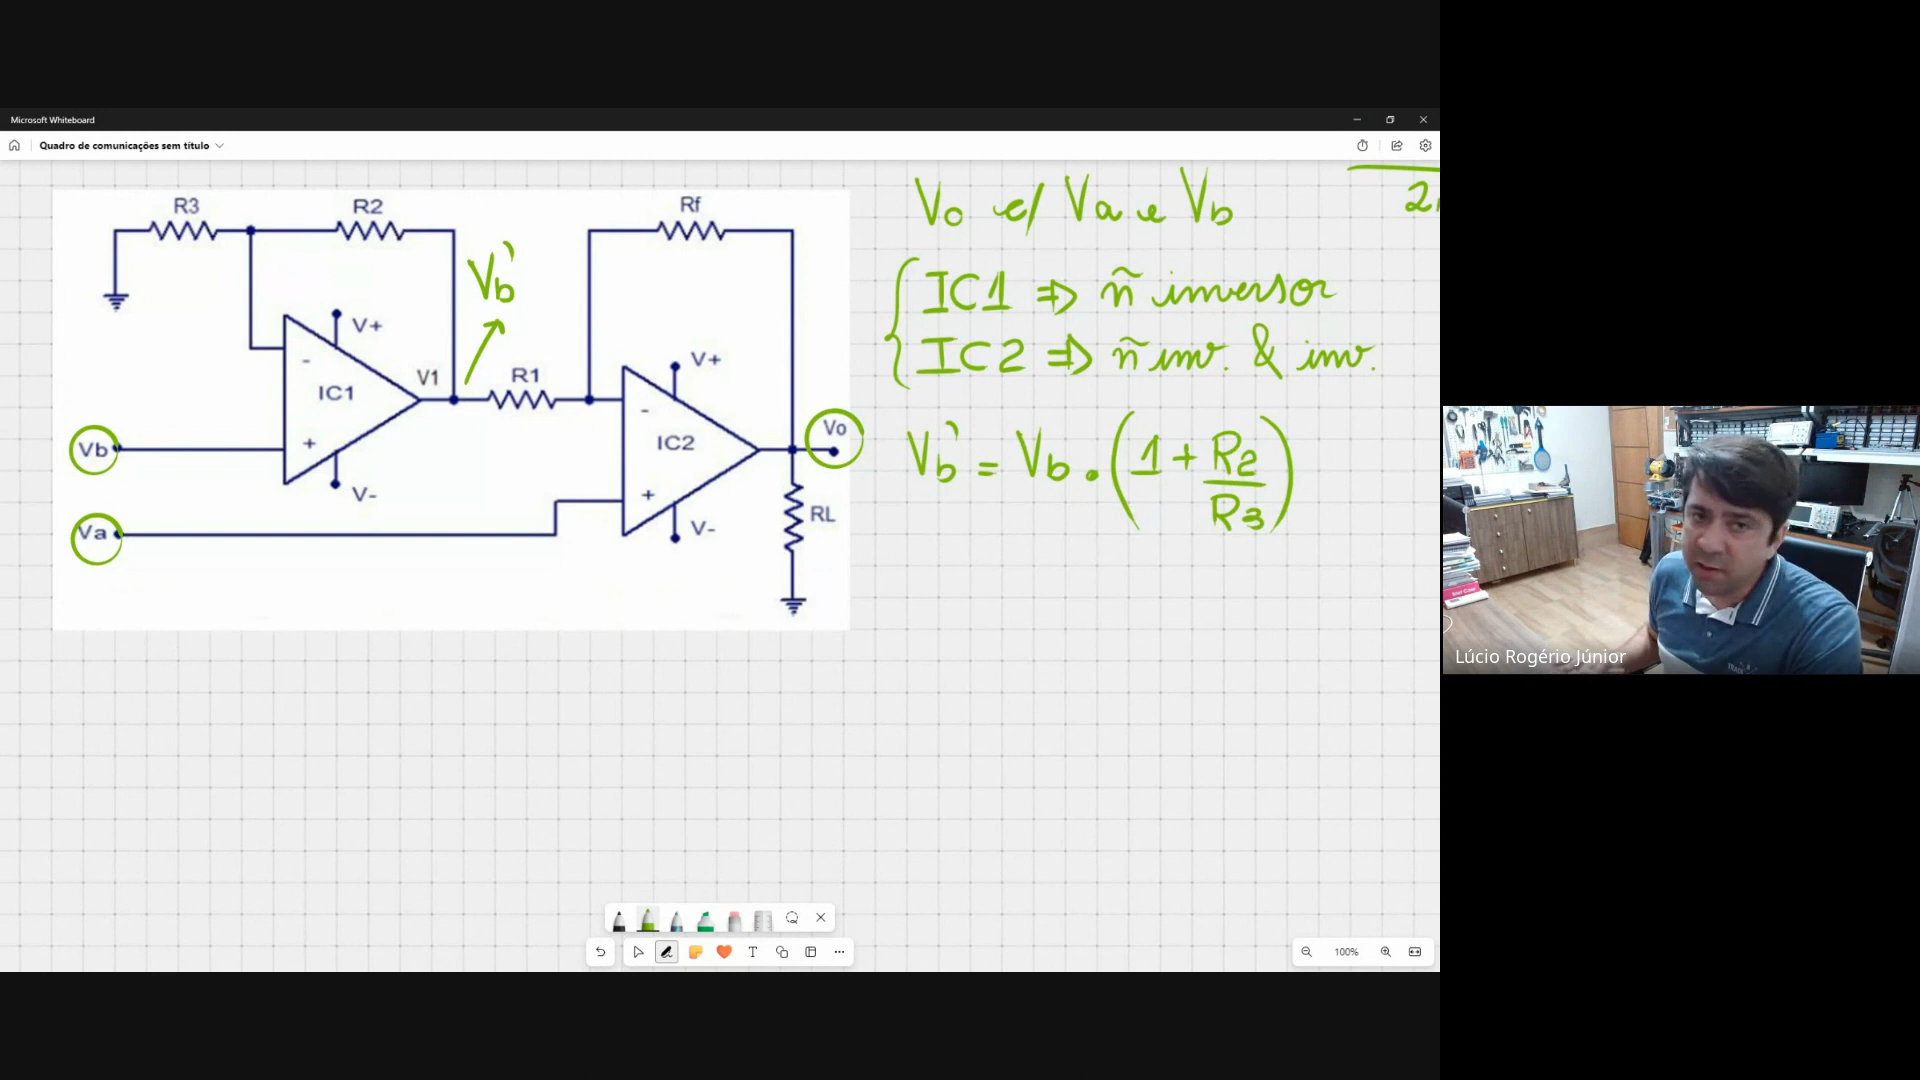 Microsoft Whiteboard
Quadro de comunicações sem título
R3
R2
Rf
Vb'
V+
IC1
V1
R1
V+
Vb
V-
IC2
Vo
Va
V-
RL
Vo c/ Va e Vb
IC1 ⇒ ñ inversor
IC2 ⇒ ñ inv. & inv.
Vb' = Vb . (1 + R2/R3)
100%
Lúcio Rogério Júnior